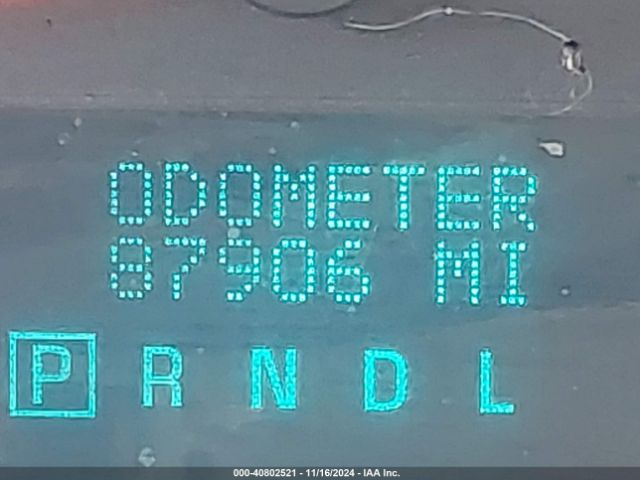 ODOMETER
87906 MI
P R N D L
000-40802521 - 11/16/2024 - IAA Inc.